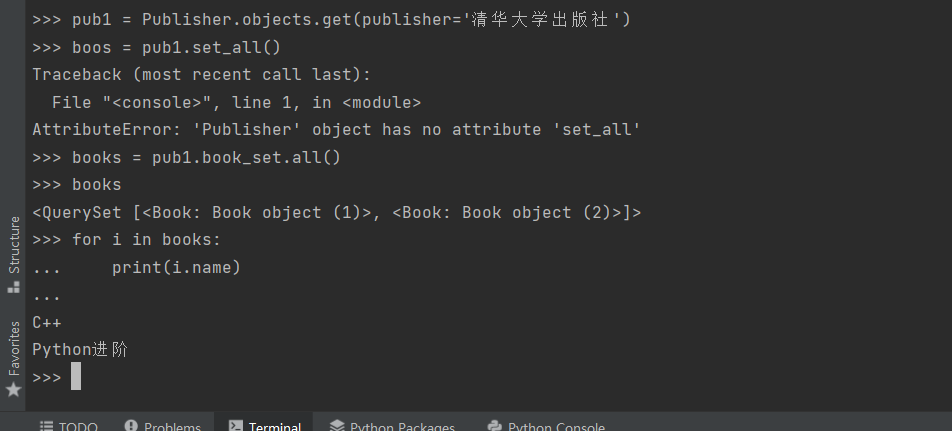 >>> pub1 = Publisher.objects.get(publisher='清华大学出版社')
>>> boos = pub1.set_all()
Traceback (most recent call last):
  File "<console>", line 1, in <module>
AttributeError: 'Publisher' object has no attribute 'set_all'
>>> books = pub1.book_set.all()
>>> books
<QuerySet [<Book: Book object (1)>, <Book: Book object (2)>]>
>>> for i in books:
...     print(i.name)
...
C++
Python进阶
>>>
Structure
Favorites
TODO Problems Terminal Python Packages Python Console